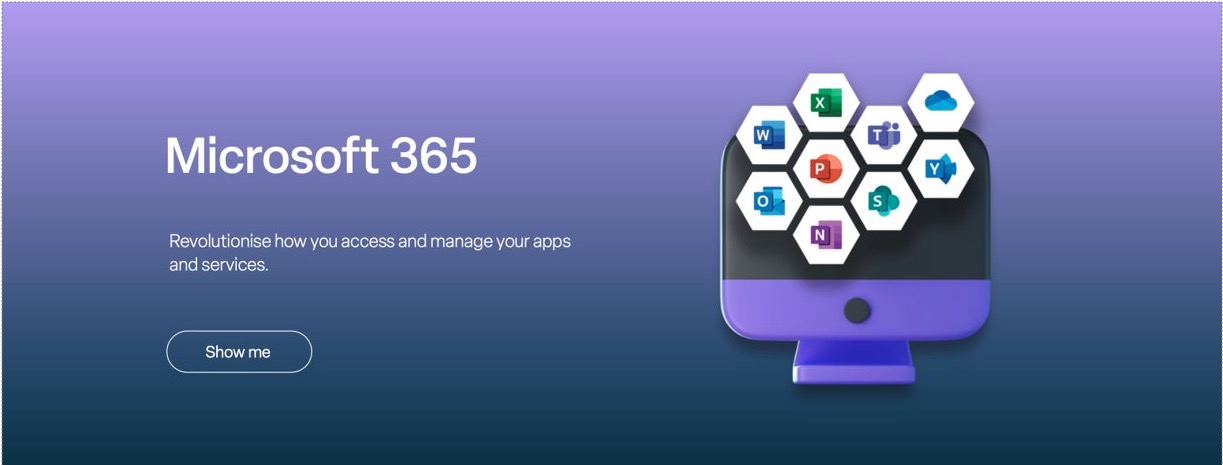 Microsoft 365
Revolutionise how you access and manage your apps
and services.
Show me
X
W
T
P
Y
O
S
N